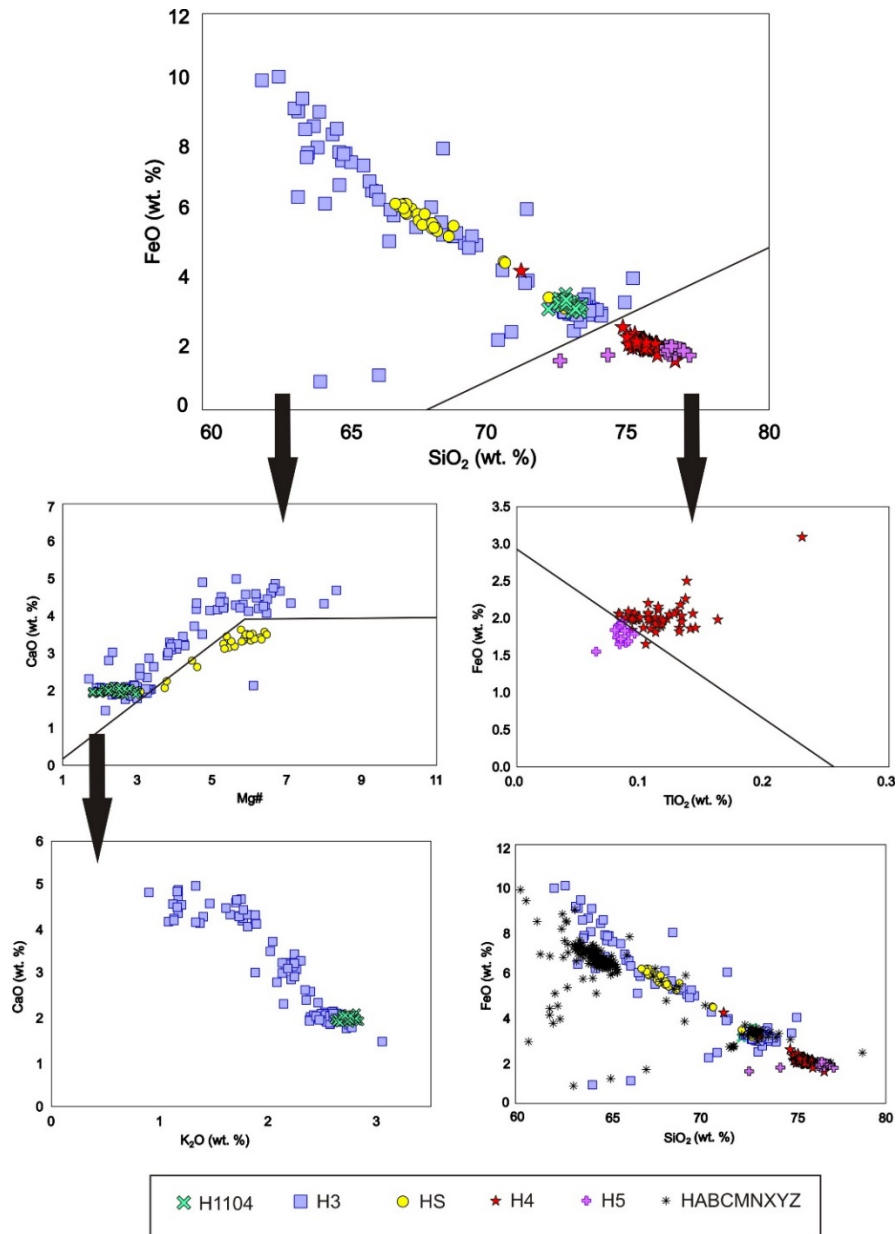 12
10
8
6
4
2
0
FeO (wt. %)
60 65 70 75 80
SiO₂ (wt. %)
7
6
5
4
3
2
1
0
CaO (wt. %)
1 3 5 7 9 11
Mg#
3.5
3.0
2.5
2.0
1.5
1.0
0.5
0.0
FeO (wt. %)
0.0 0.1 0.2 0.3
TiO₂ (wt. %)
6
5
4
3
2
1
0
CaO (wt. %)
0 1 2 3
K₂O (wt. %)
12
10
8
6
4
2
0
FeO (wt. %)
60 65 70 75 80
SiO₂ (wt. %)
H1104 H3 HS H4 H5 HABCMNXYZ